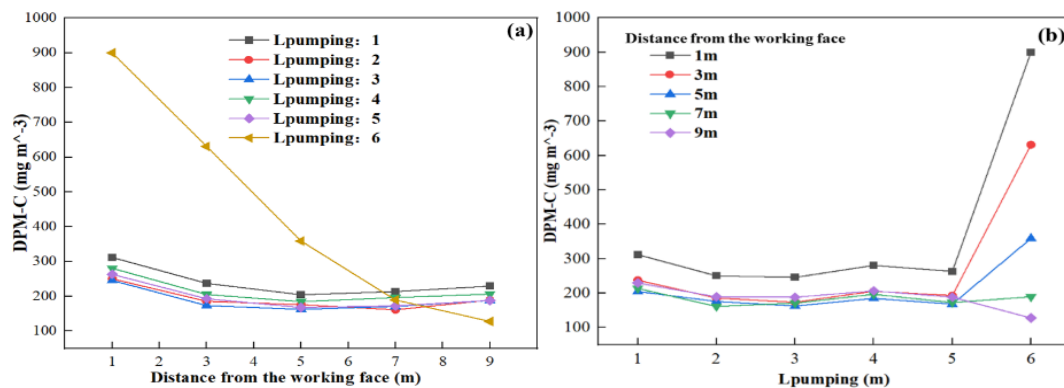 (a)
Lpumping：1
Lpumping：2
Lpumping：3
Lpumping：4
Lpumping：5
Lpumping：6
DPM-C (mg m^-3)
1000
900
800
700
600
500
400
300
200
100
1 2 3 4 5 6 7 8 9
Distance from the working face (m)
(b)
Distance from the working face
1m
3m
5m
7m
9m
DPM-C (mg m^-3)
1000
900
800
700
600
500
400
300
200
100
1 2 3 4 5 6
Lpumping (m)